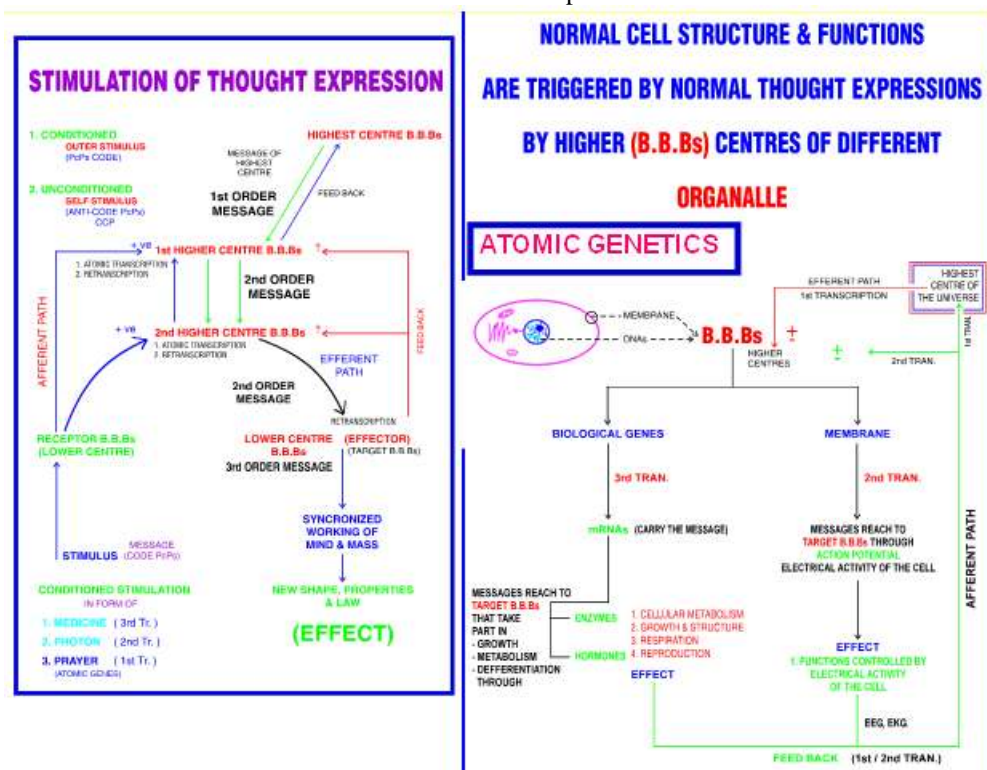 STIMULATION OF THOUGHT EXPRESSION
1. CONDITIONED
OUTER STIMULUS
(PcPs CODE)
2. UNCONDITIONED
SELF STIMULUS
(ANTI-CODE PcPs)
CCP
HIGHEST CENTRE B.B.Bs
MESSAGE OF
HIGHEST
CENTRE
FEED BACK
1st ORDER
MESSAGE
+ ve
1st HIGHER CENTRE B.B.Bs
1. ATOMIC TRANSCRIPTION
2. RETRANSCRIPTION
2nd ORDER
MESSAGE
+ ve
2nd HIGHER CENTRE B.B.Bs
1. ATOMIC TRANSCRIPTION
2. RETRANSCRIPTION
AFFERENT PATH
FEED BACK
EFFERENT
PATH
2nd ORDER
MESSAGE
RETRANSCRIPTION
RECEPTOR B.B.Bs
(LOWER CENTRE)
LOWER CENTRE (EFFECTOR)
B.B.Bs (TARGET B.B.Bs)
3rd ORDER MESSAGE
SYNCRONIZED
WORKING OF
MIND & MASS
STIMULUS
MESSAGE
(CODE PcPs)
CONDITIONED STIMULATION
IN FORM OF
1. MEDICINE (3rd Tr.)
2. PHOTON (2nd Tr.)
3. PRAYER (1st Tr.)
(ATOMIC GENES)
NEW SHAPE, PROPERTIES
& LAW
(EFFECT)
NORMAL CELL STRUCTURE & FUNCTIONS
ARE TRIGGERED BY NORMAL THOUGHT EXPRESSIONS
BY HIGHER (B.B.Bs) CENTRES OF DIFFERENT
ORGANALLE
ATOMIC GENETICS
EFFERENT PATH
1st TRANSCRIPTION
HIGHEST
CENTRE OF
THE UNIVERSE
MEMBRANE
DNAs
B.B.Bs
±
HIGHER
CENTRES
±
2nd TRAN.
1st TRAN.
BIOLOGICAL GENES
MEMBRANE
3rd TRAN.
2nd TRAN.
mRNAs (CARRY THE MESSAGE)
MESSAGES REACH TO
TARGET B.B.Bs THROUGH
ACTION POTENTIAL
ELECTRICAL ACTIVITY OF THE CELL
AFFERENT PATH
MESSAGES REACH TO
TARGET B.B.Bs
THAT TAKE
PART IN
- GROWTH
- METABOLISM
- DEFFERENTIATION
THROUGH
ENZYMES
HORMONES
1. CELLULAR METABOLISM
2. GROWTH & STRUCTURE
3. RESPIRATION
4. REPRODUCTION
EFFECT
EFFECT
1. FUNCTIONS CONTROLLED BY
ELECTRICAL ACTIVITY
OF THE CELL
EEG, EKG.
FEED BACK (1st / 2nd TRAN.)